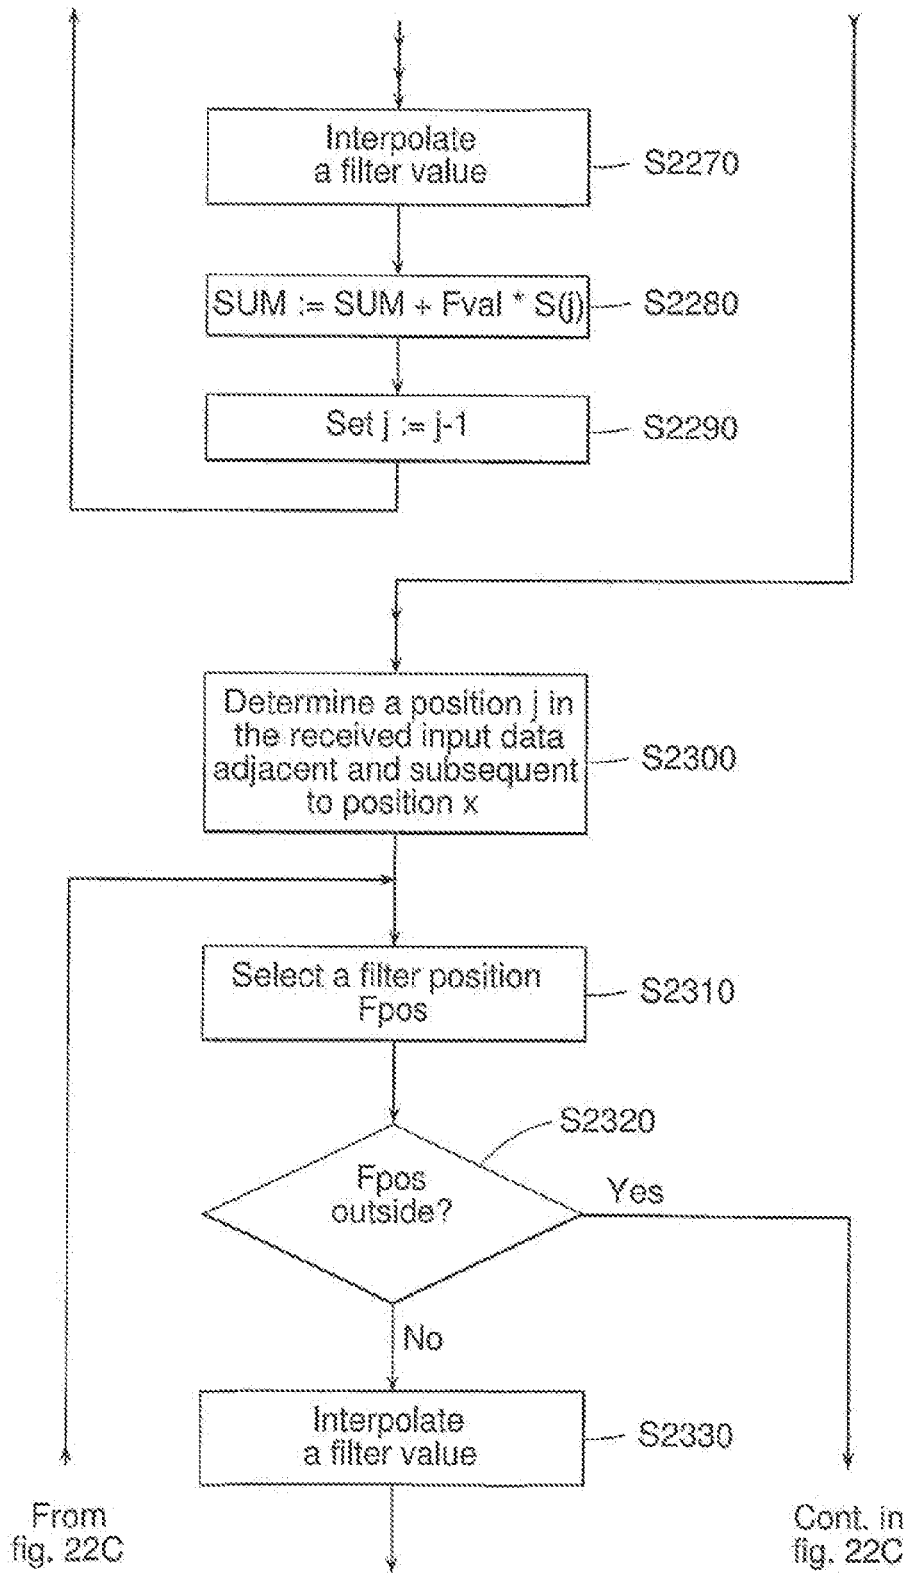 Interpolate
a filter value
S2270
SUM := SUM + Fval * S(j)
S2280
Set j := j-1
S2290
Determine a position j in
the received input data
adjacent and subsequent
to position x
S2300
Select a filter position
Fpos
S2310
S2320
Fpos
outside?
Yes
No
Interpolate
a filter value
S2330
From
fig. 22C
Cont. in
fig. 22C